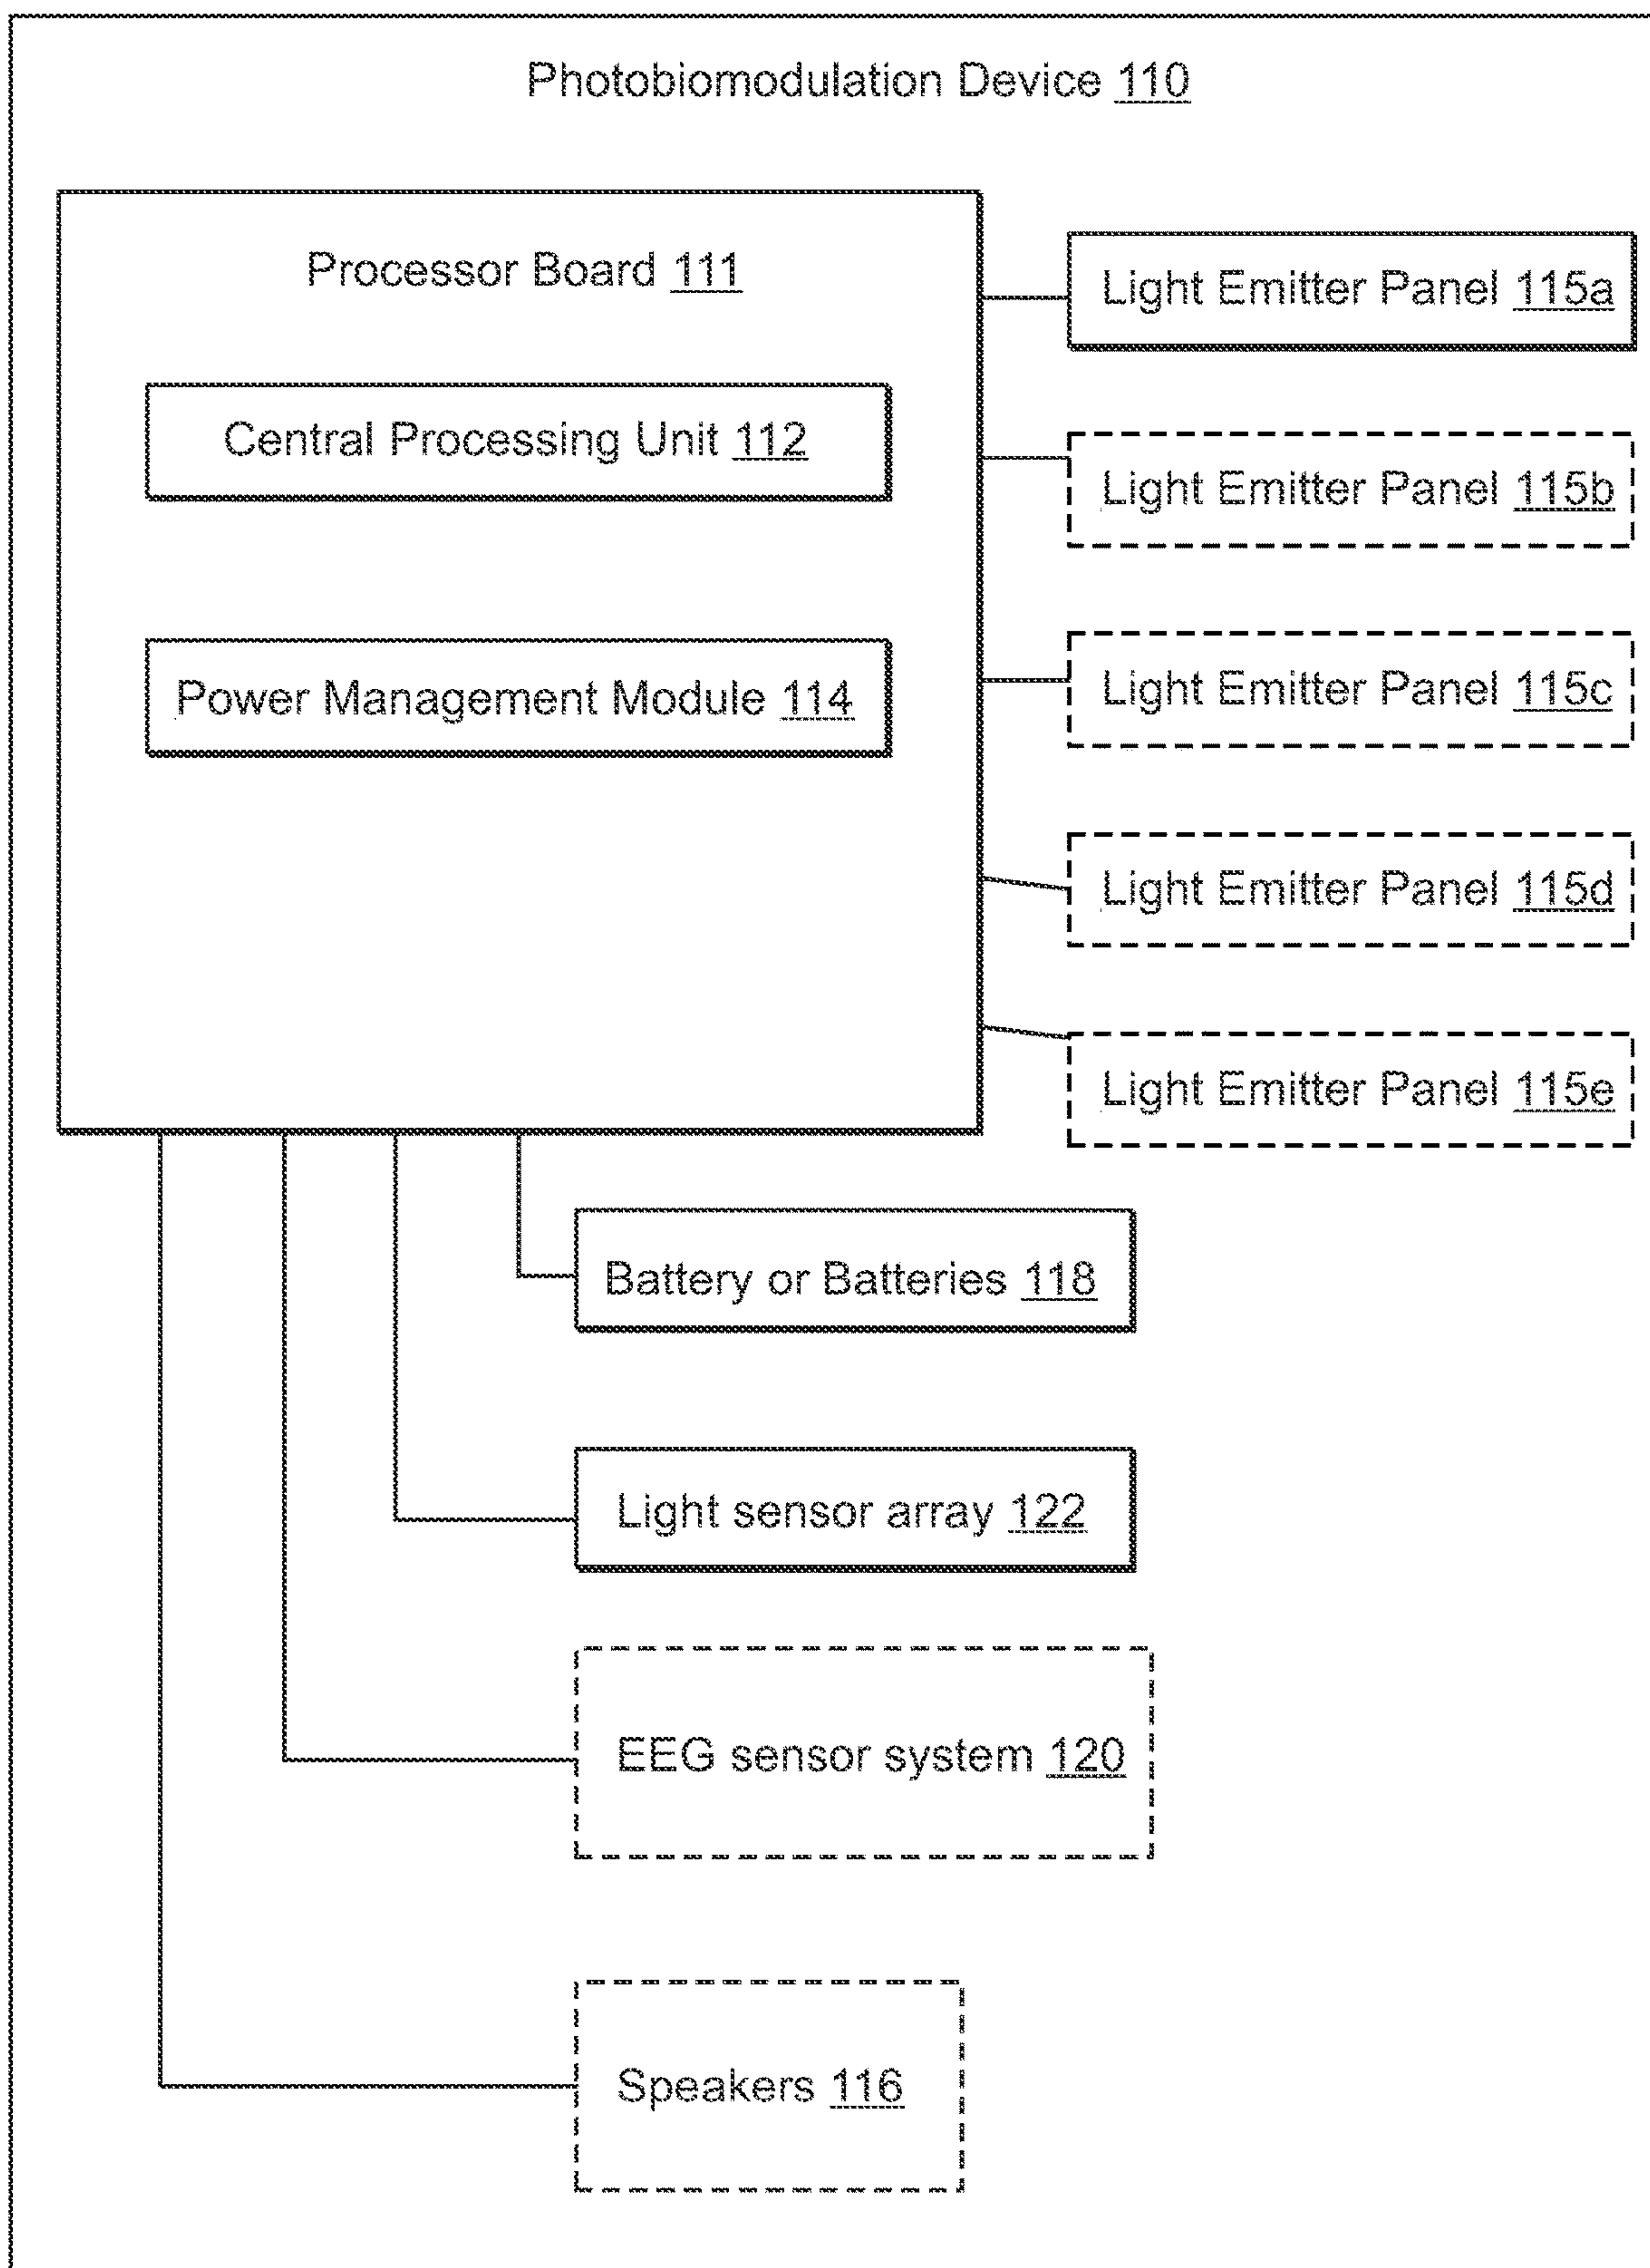 Photobiomodulation Device 110
Processor Board 111
Central Processing Unit 112
Power Management Module 114
Light Emitter Panel 115a
Light Emitter Panel 115b
Light Emitter Panel 115c
Light Emitter Panel 115d
Light Emitter Panel 115e
Battery or Batteries 118
Light sensor array 122
EEG sensor system 120
Speakers 116